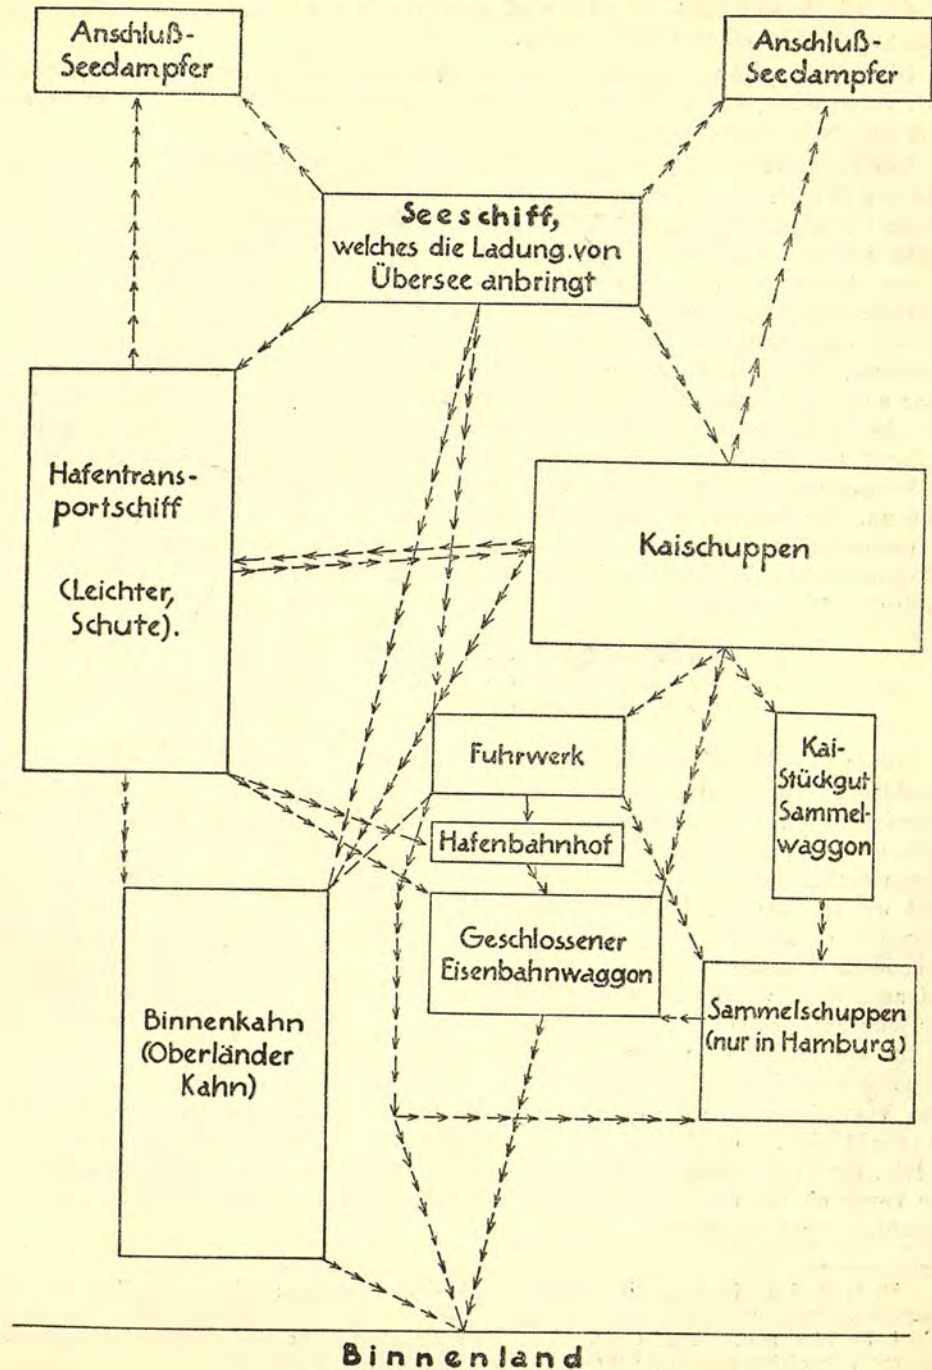 Anschluß-
Seedampfer
Anschluß-
Seedampfer
Seeschiff,
welches die Ladung.von
Übersee anbringt
Hafentrans-
portschiff
(Leichter,
Schute).
Kaischuppen
Fuhrwerk
Kai-
Stückgut
Sammel-
waggon
Hafenbahnhof
Geschlossener
Eisenbahnwaggon
Binnenkahn
(Oberländer
Kahn)
Sammelschuppen
(nur in Hamburg)
Binnenland